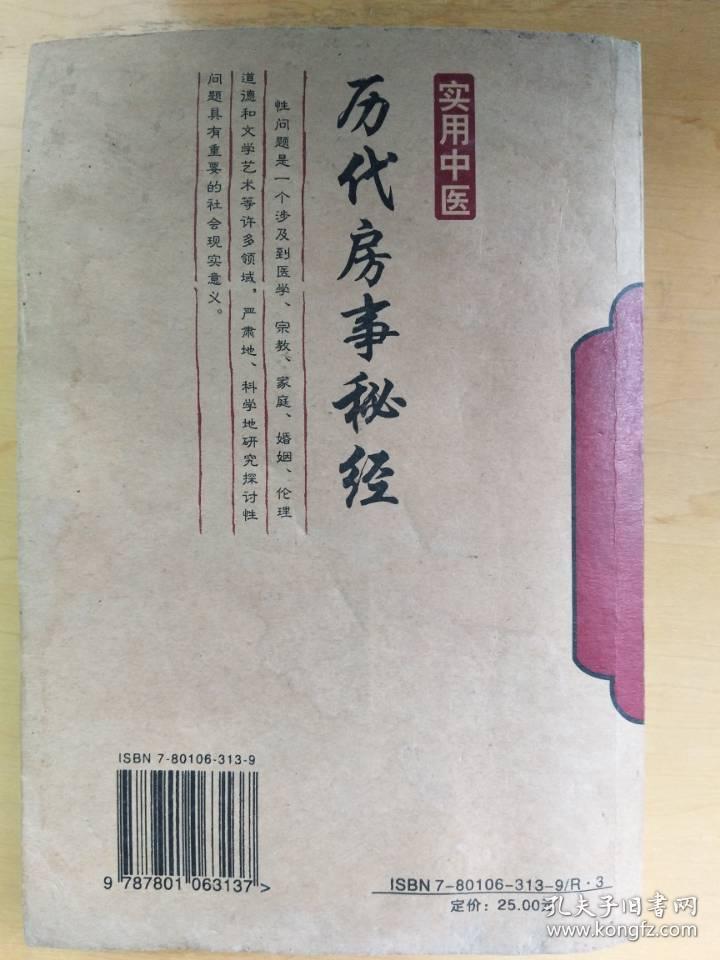 实用中医
历代房事秘经
性问题是一个涉及到医学、宗教、家庭、婚姻、伦理
道德和文学艺术等许多领域，严肃地、科学地研究探讨性
问题具有重要的社会现实意义。
ISBN 7-80106-313-9
9 787801 063137 >
ISBN 7-80106-313-9/R·3
定价：25.00元
孔夫子旧书网
www.kongfz.com